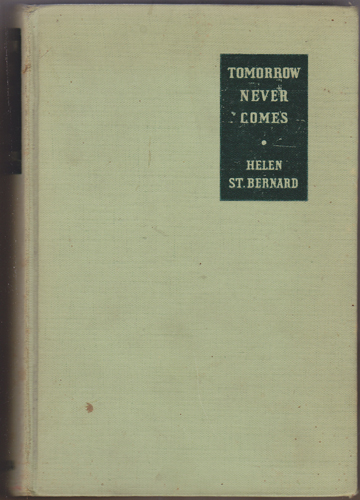 TOMORROW
NEVER
COMES
•
HELEN
ST. BERNARD